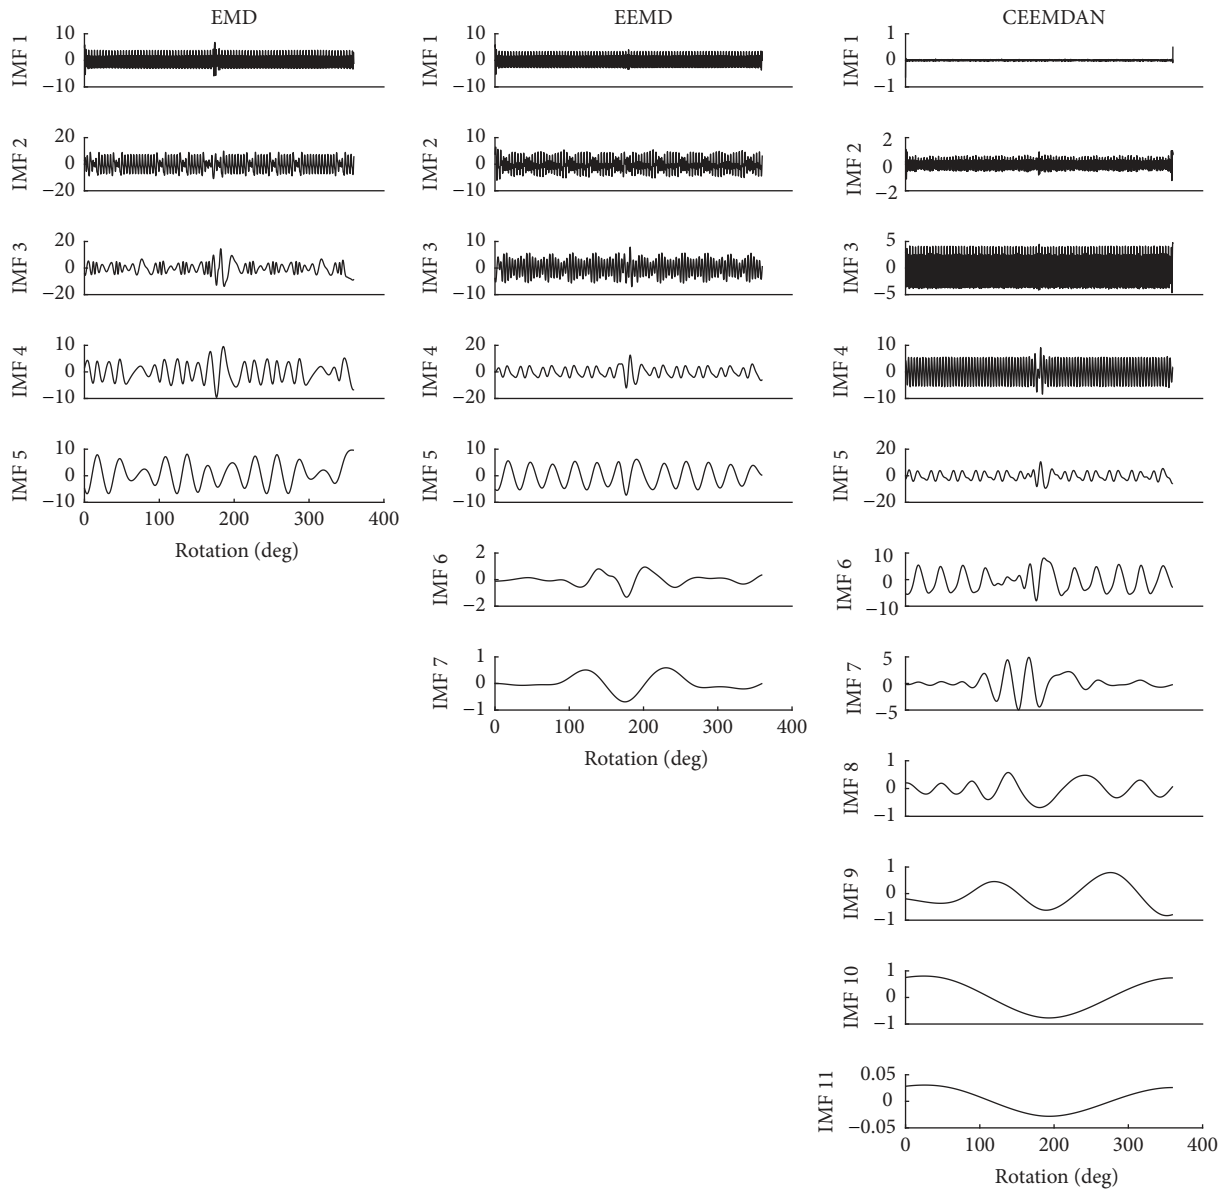 EMD
IMF 1
10
0
−10
IMF 2
20
0
−20
IMF 3
20
0
−20
IMF 4
10
0
−10
IMF 5
10
0
−10
0 100 200 300 400
Rotation (deg)
EEMD
IMF 1
10
0
−10
IMF 2
10
0
−10
IMF 3
10
0
−10
IMF 4
20
0
−20
IMF 5
10
0
−10
IMF 6
2
0
−2
IMF 7
1
0
−1
0 100 200 300 400
Rotation (deg)
CEEMDAN
IMF 1
1
0
−1
IMF 2
2
0
−2
IMF 3
5
0
−5
IMF 4
10
0
−10
IMF 5
20
0
−20
IMF 6
10
0
−10
IMF 7
5
0
−5
IMF 8
1
0
−1
IMF 9
1
0
−1
IMF 10
1
0
−1
IMF 11
0.05
0
−0.05
0 100 200 300 400
Rotation (deg)